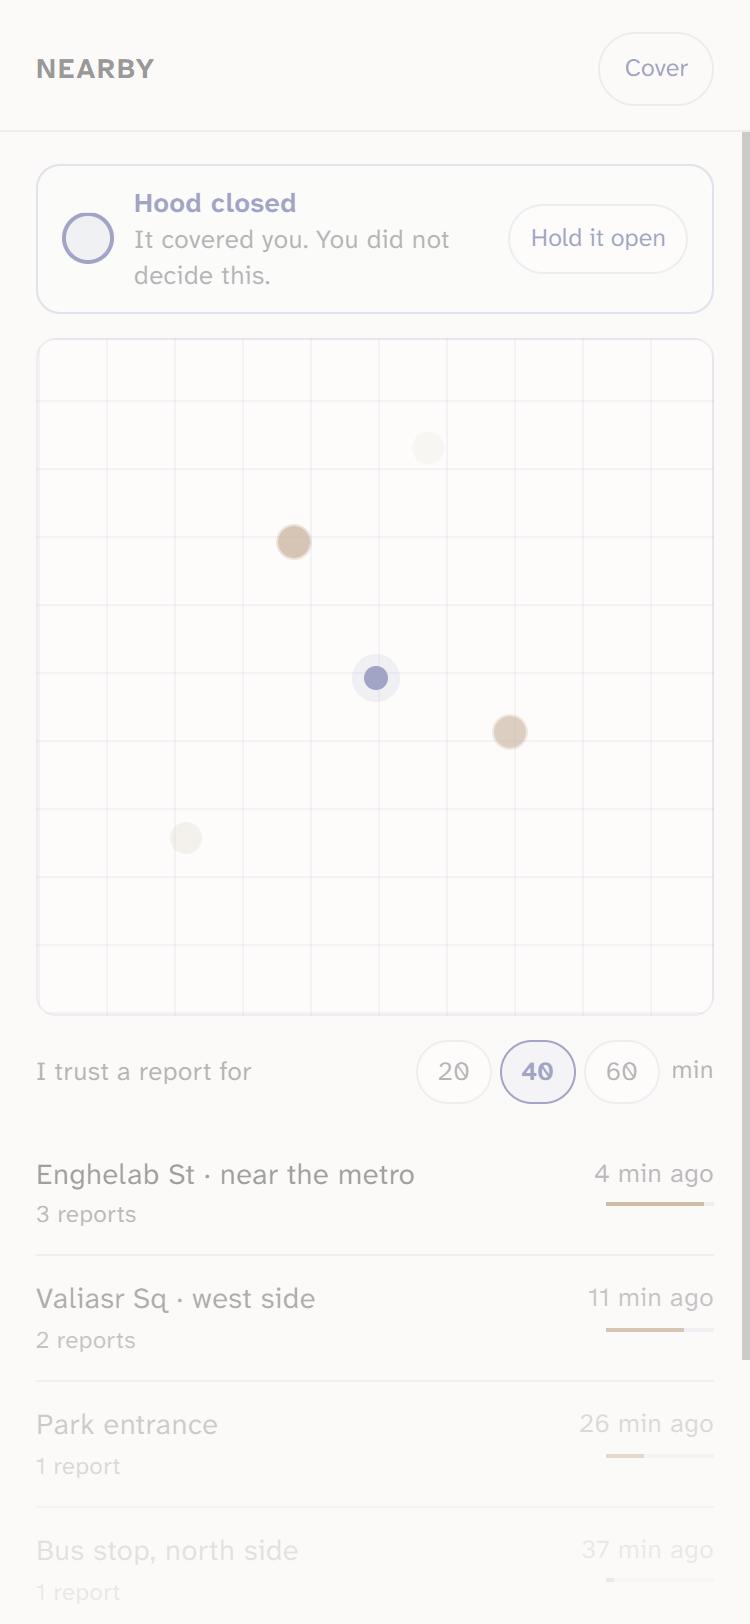 NEARBY
Cover
Hood closed
It covered you. You did not
decide this.
Hold it open
I trust a report for
20
40
60
min
Enghelab St · near the metro
4 min ago
3 reports
Valiasr Sq · west side
11 min ago
2 reports
Park entrance
26 min ago
1 report
Bus stop, north side
37 min ago
1 report